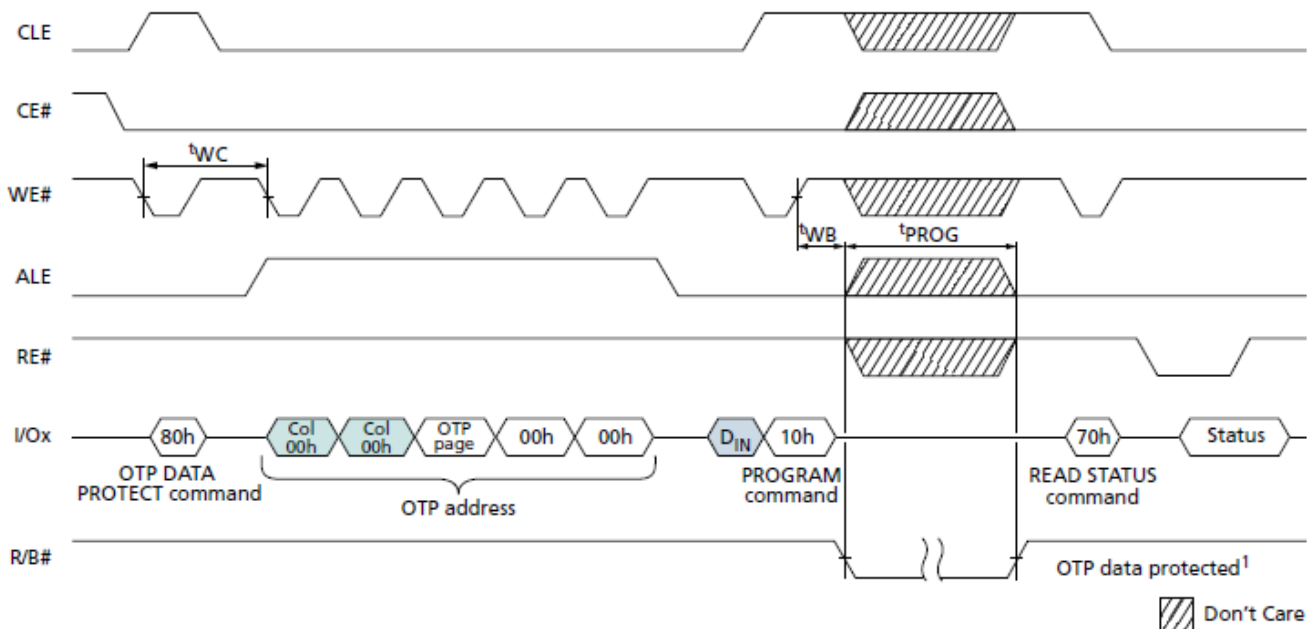 CLE
CE#
tWC
WE#
tWB
tPROG
ALE
RE#
I/Ox
80h
Col
00h
Col
00h
OTP
page
00h
00h
DIN
10h
70h
Status
OTP DATA
PROTECT command
OTP address
PROGRAM
command
READ STATUS
command
R/B#
OTP data protected1
Don't Care